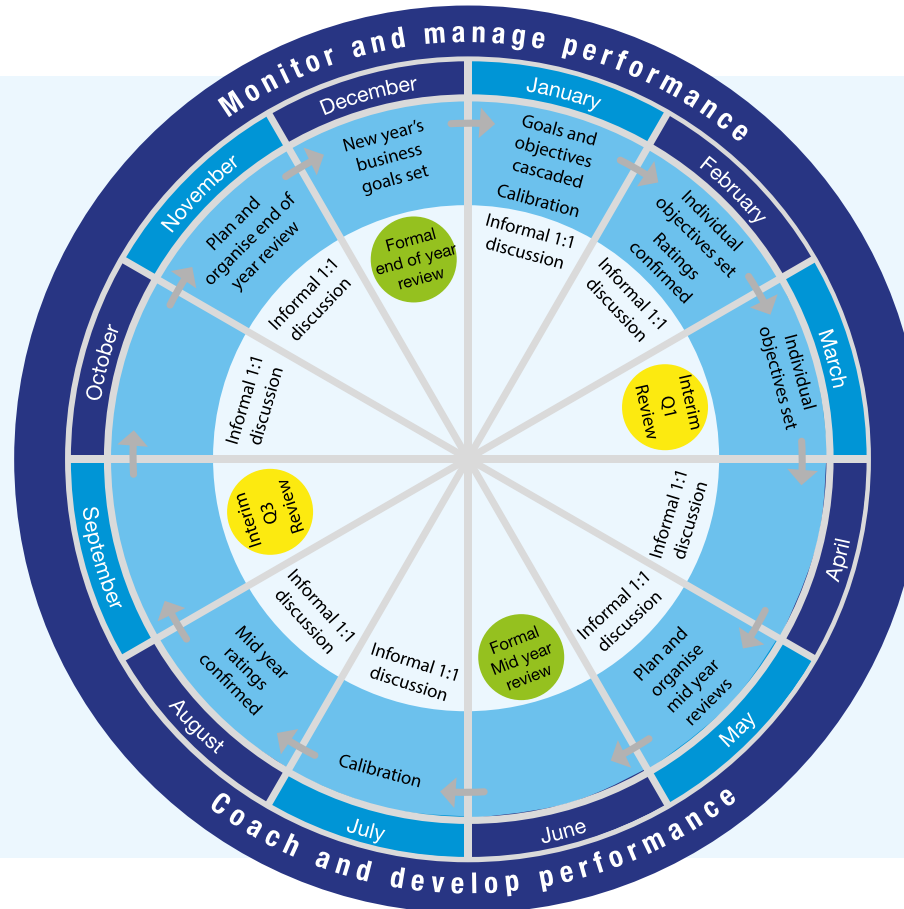 Monitor and manage performance
January
Goals and
objectives
cascaded
Calibration
Informal 1:1
discussion
February
Individual
objectives set
Ratings
confirmed
Informal 1:1
discussion
March
Individual
objectives set
Interim
Q1
Review
April
Informal 1:1
discussion
May
Plan and
organise
mid year
reviews
Informal 1:1
discussion
June
Formal
Mid year
review
July
Calibration
Informal 1:1
discussion
August
Mid year
ratings
confirmed
Informal 1:1
discussion
September
Interim
Q3
Review
October
Informal 1:1
discussion
November
Plan and
organise end of
year review
Informal 1:1
discussion
December
New year's
business
goals set
Formal
end of year
review
Coach and develop performance